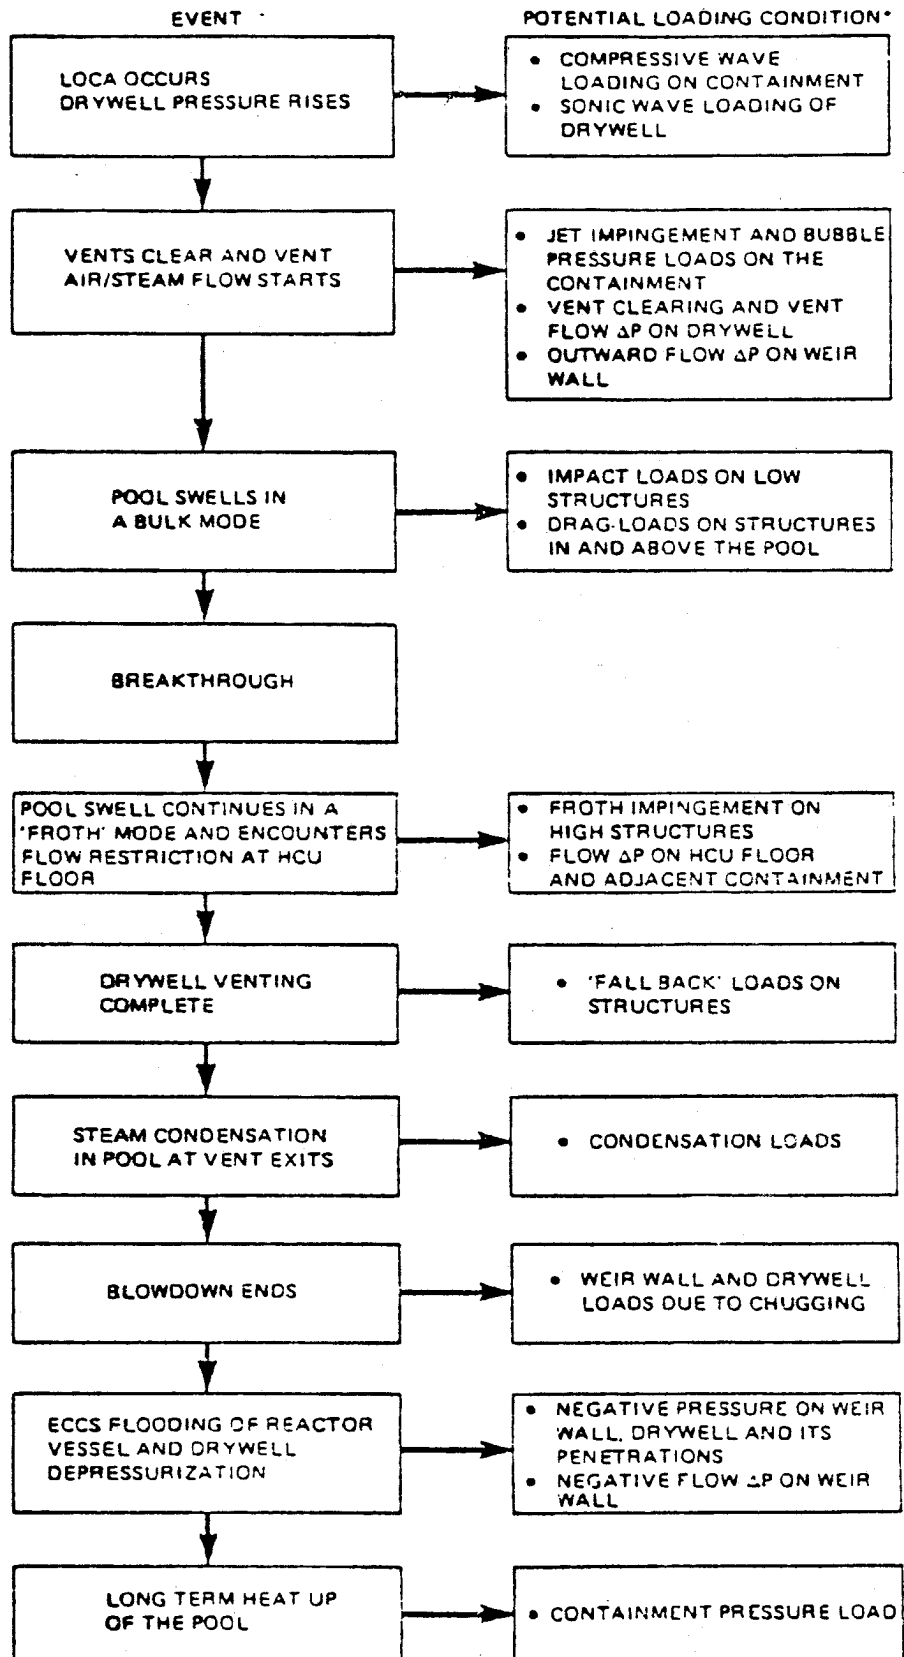 EVENT
POTENTIAL LOADING CONDITION*
LOCA OCCURS
DRYWELL PRESSURE RISES
• COMPRESSIVE WAVE
LOADING ON CONTAINMENT
• SONIC WAVE LOADING OF
DRYWELL
VENTS CLEAR AND VENT
AIR/STEAM FLOW STARTS
• JET IMPINGEMENT AND BUBBLE
PRESSURE LOADS ON THE
CONTAINMENT
• VENT CLEARING AND VENT
FLOW ΔP ON DRYWELL
• OUTWARD FLOW ΔP ON WEIR
WALL
POOL SWELLS IN
A BULK MODE
• IMPACT LOADS ON LOW
STRUCTURES
• DRAG-LOADS ON STRUCTURES
IN AND ABOVE THE POOL
BREAKTHROUGH
POOL SWELL CONTINUES IN A
'FROTH' MODE AND ENCOUNTERS
FLOW RESTRICTION AT HCU
FLOOR
• FROTH IMPINGEMENT ON
HIGH STRUCTURES
• FLOW ΔP ON HCU FLOOR
AND ADJACENT CONTAINMENT
DRYWELL VENTING
COMPLETE
• 'FALL BACK' LOADS ON
STRUCTURES
STEAM CONDENSATION
IN POOL AT VENT EXITS
• CONDENSATION LOADS
BLOWDOWN ENDS
• WEIR WALL AND DRYWELL
LOADS DUE TO CHUGGING
ECCS FLOODING OF REACTOR
VESSEL AND DRYWELL
DEPRESSURIZATION
• NEGATIVE PRESSURE ON WEIR
WALL, DRYWELL AND ITS
PENETRATIONS
• NEGATIVE FLOW ΔP ON WEIR
WALL
LONG TERM HEAT UP
OF THE POOL
• CONTAINMENT PRESSURE LOAD